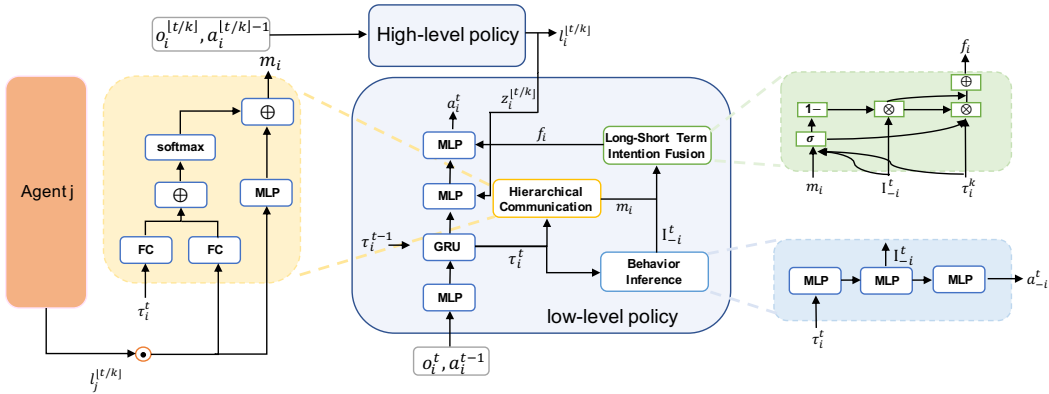 o_i^{⌊t/k⌋}, a_i^{⌊t/k⌋-1}
High-level policy
l_i^{⌊t/k⌋}
Agent j
m_i
softmax
⊕
⊕
MLP
FC
FC
τ_i^t
l_j^{⌊t/k⌋}
z_i^{⌊t/k⌋}
a_i^t
MLP
f_i
Long-Short Term
Intention Fusion
MLP
Hierarchical
Communication
m_i
I_{-i}^t
τ_i^{t-1}
GRU
τ_i^t
Behavior
Inference
MLP
low-level policy
o_i^t, a_i^{t-1}
f_i
⊕
1-
⊗
⊗
σ
m_i
I_{-i}^t
τ_i^k
I_{-i}^t
MLP
MLP
MLP
a_{-i}^t
τ_i^t